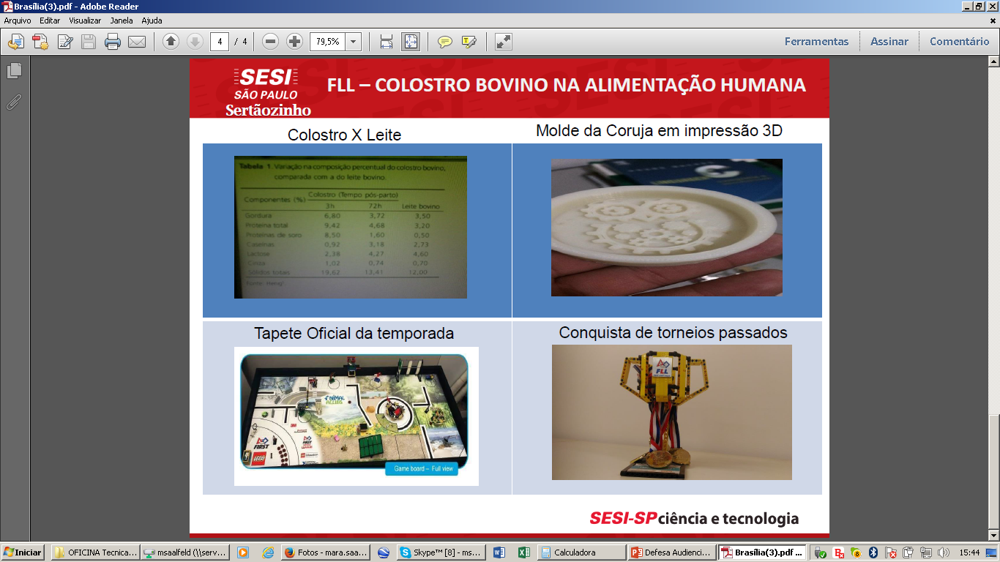 Brasília(3).pdf - Adobe Reader
Arquivo Editar Visualizar Janela Ajuda
4 / 4 79,5% Ferramentas Assinar Comentário
SESI
SÃO PAULO
Sertãozinho
FLL – COLOSTRO BOVINO NA ALIMENTAÇÃO HUMANA
Colostro X Leite
Molde da Coruja em impressão 3D
Tabela 1. Variação na composição percentual do colostro bovino,
comparada com a do leite bovino.
Componentes (%) Colostro (Tempo pós-parto)
3h 72h Leite bovino
Gordura 6,80 3,72 3,50
Proteína total 9,42 4,68 3,20
Proteínas de soro 8,50 1,60 0,50
Caseínas 0,92 3,18 2,73
Lactose 2,38 4,27 4,60
Cinza 1,02 0,74 0,70
Sólidos totais 19,62 13,41 12,00
Tapete Oficial da temporada
Conquista de torneios passados
ANIMAL
ALLIES
FIRST
LEGO
Game board – Full view
FLL
SESI-SP ciência e tecnologia
Iniciar OFICINA Tecnica... msaalfeld (\\serv... Fotos - mara.saa... Skype™ [8] - ms... Calculadora Defesa Audienci... Brasília(3).pdf ... 15:44